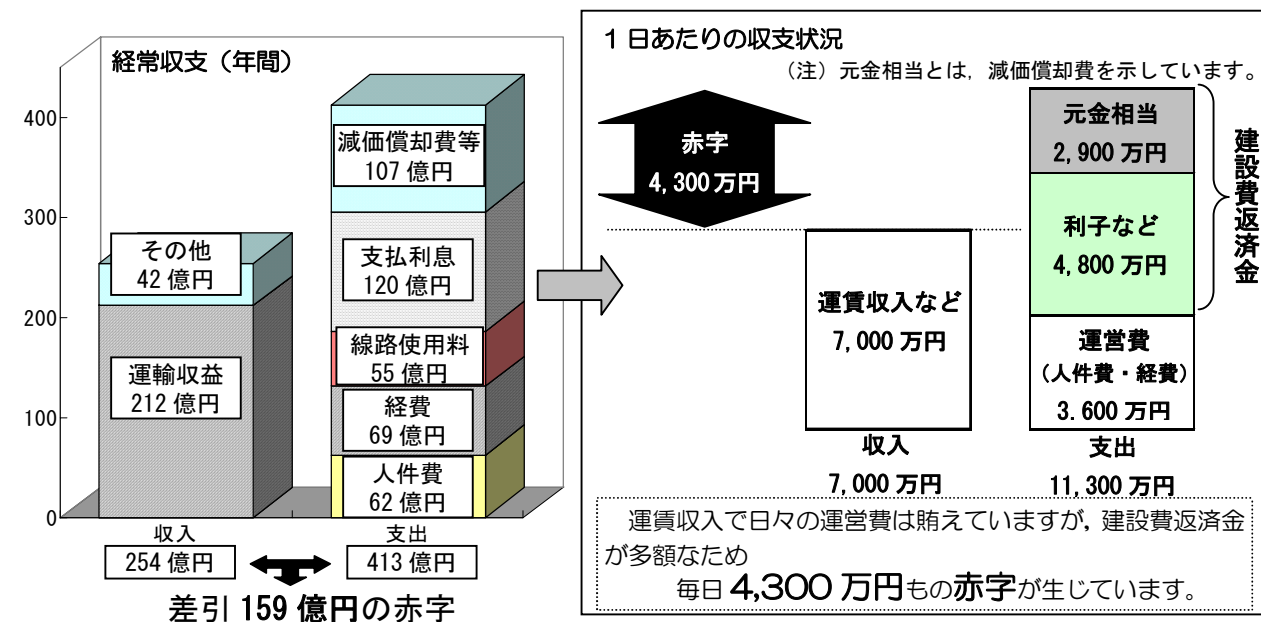 経常収支（年間）
400
300
200
100
0
その他
42 億円
運輸収益
212 億円
減価償却費等
107 億円
支払利息
120 億円
線路使用料
55 億円
経費
69 億円
人件費
62 億円
収入
254 億円
支出
413 億円
差引 159 億円の赤字
1 日あたりの収支状況
（注）元金相当とは，減価償却費を示しています。
赤字
4,300 万円
運賃収入など
7,000 万円
収入
7,000 万円
元金相当
2,900 万円
利子など
4,800 万円
運営費
（人件費・経費）
3.600 万円
支出
11,300 万円
建設費返済金
運賃収入で日々の運営費は賄えていますが，建設費返済金
が多額なため
毎日 4,300 万円もの赤字が生じています。